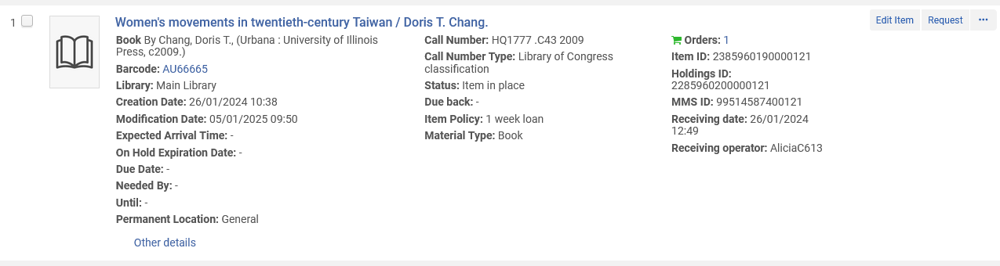 1
Women's movements in twentieth-century Taiwan / Doris T. Chang.
Edit Item
Request
Book By Chang, Doris T., (Urbana : University of Illinois
Press, c2009.)
Barcode: AU66665
Library: Main Library
Creation Date: 26/01/2024 10:38
Modification Date: 05/01/2025 09:50
Expected Arrival Time: -
On Hold Expiration Date: -
Due Date: -
Needed By: -
Until: -
Permanent Location: General
Other details
Call Number: HQ1777 .C43 2009
Call Number Type: Library of Congress
classification
Status: Item in place
Due back: -
Item Policy: 1 week loan
Material Type: Book
Orders: 1
Item ID: 2385960190000121
Holdings ID:
2285960200000121
MMS ID: 99514587400121
Receiving date: 26/01/2024
12:49
Receiving operator: AliciaC613